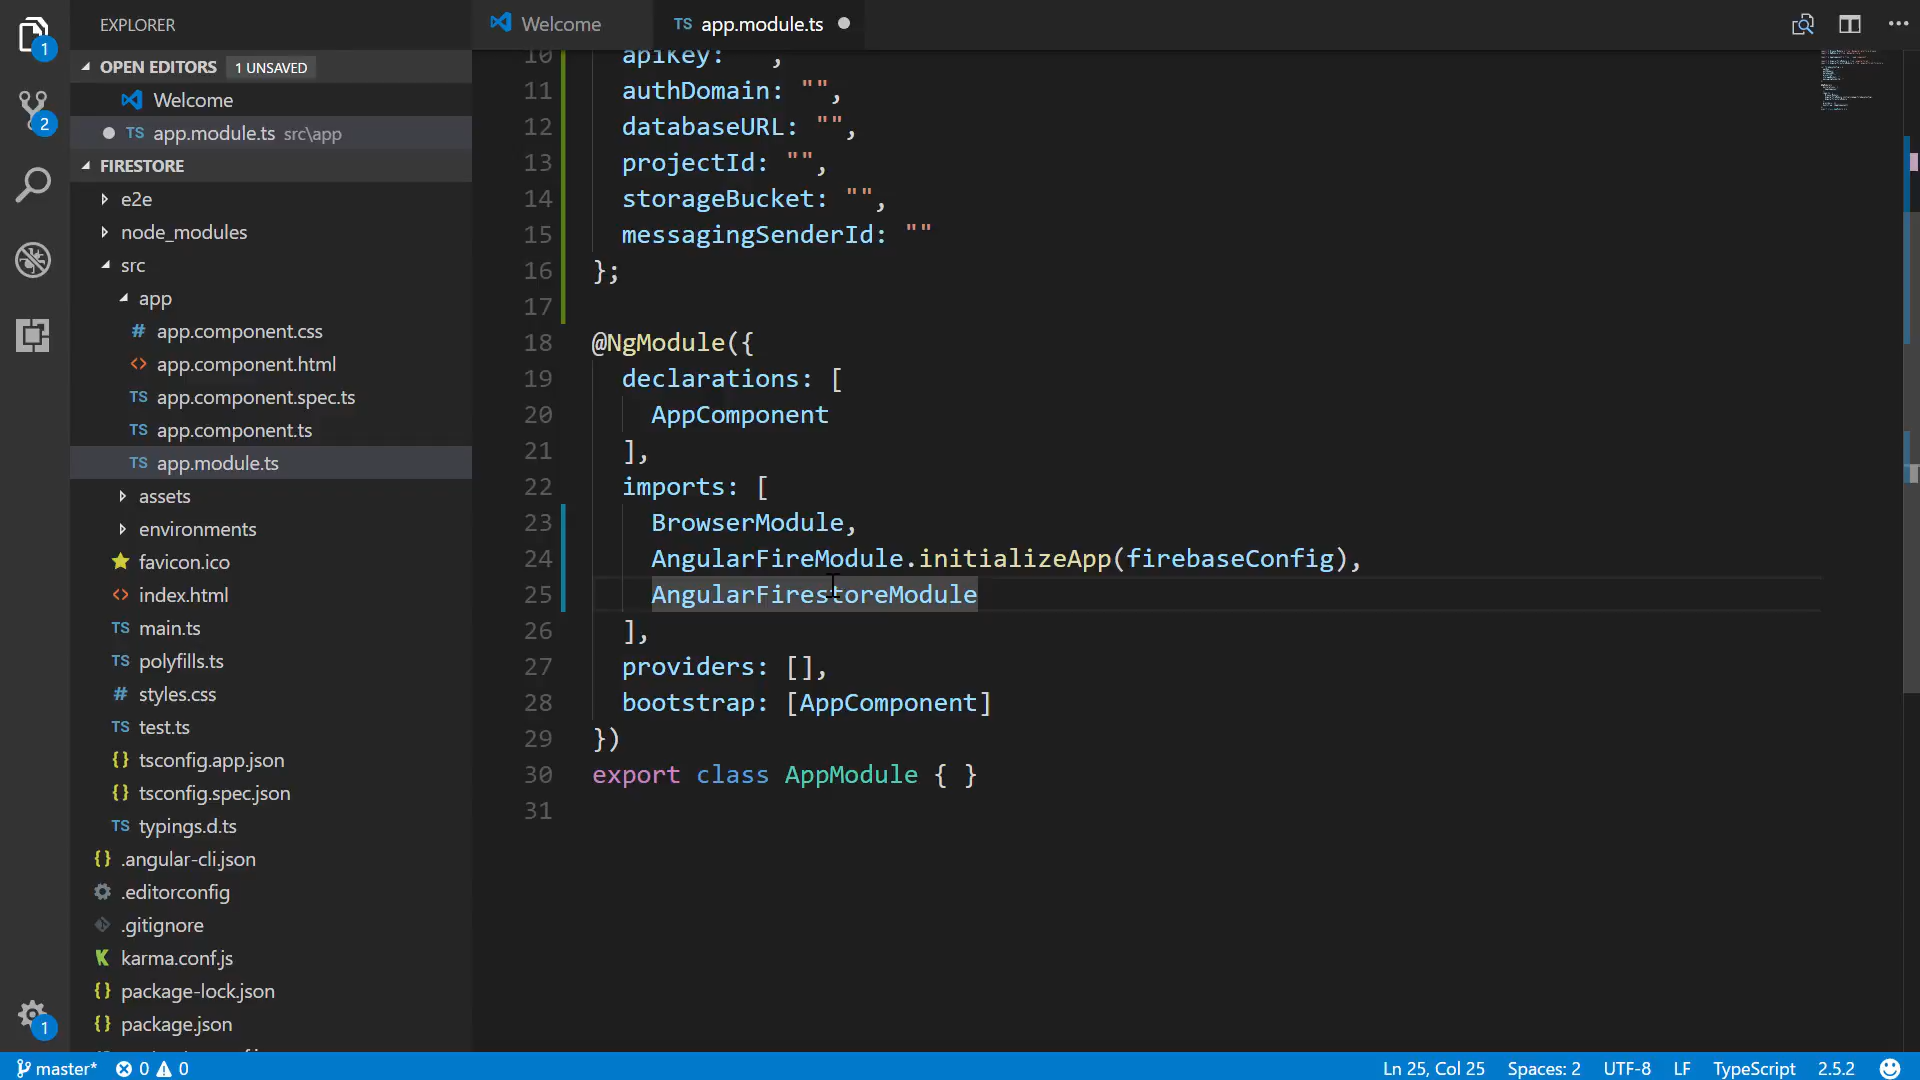 EXPLORER
Welcome
TS app.module.ts
1
OPEN EDITORS 1 UNSAVED
Welcome
TS app.module.ts src\app
2
FIRESTORE
e2e
node_modules
src
app
# app.component.css
<> app.component.html
TS app.component.spec.ts
TS app.component.ts
TS app.module.ts
assets
environments
favicon.ico
<> index.html
TS main.ts
TS polyfills.ts
# styles.css
TS test.ts
{} tsconfig.app.json
{} tsconfig.spec.json
TS typings.d.ts
{} .angular-cli.json
.editorconfig
.gitignore
karma.conf.js
{} package-lock.json
{} package.json
1
10 apiKey: "",
11 authDomain: "",
12 databaseURL: "",
13 projectId: "",
14 storageBucket: "",
15 messagingSenderId: ""
16 };
17
18 @NgModule({
19 declarations: [
20 AppComponent
21 ],
22 imports: [
23 BrowserModule,
24 AngularFireModule.initializeApp(firebaseConfig),
25 AngularFirestoreModule
26 ],
27 providers: [],
28 bootstrap: [AppComponent]
29 })
30 export class AppModule { }
31
master* 0 0
Ln 25, Col 25 Spaces: 2 UTF-8 LF TypeScript 2.5.2